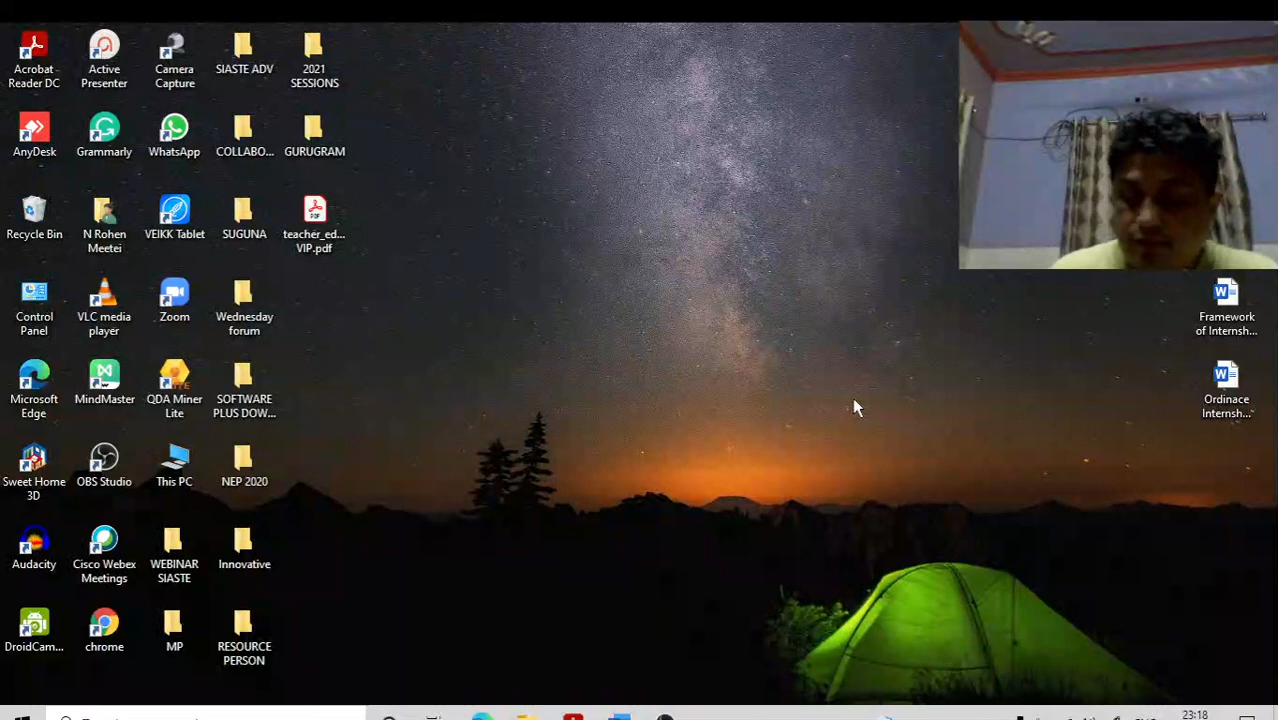 Acrobat Reader DC
Active Presenter
Camera Capture
SIASTE ADV
2021 SESSIONS
AnyDesk
Grammarly
WhatsApp
COLLABO...
GURUGRAM
Recycle Bin
N Rohen Meetei
VEIKK Tablet
SUGUNA
teacher_ed... VIP.pdf
Control Panel
VLC media player
Zoom
Wednesday forum
Framework of Internsh...
Microsoft Edge
MindMaster
QDA Miner Lite
SOFTWARE PLUS DOW...
Ordinace Internsh...
Sweet Home 3D
OBS Studio
This PC
NEP 2020
Audacity
Cisco Webex Meetings
WEBINAR SIASTE
Innovative
DroidCam...
chrome
MP
RESOURCE PERSON
23:18